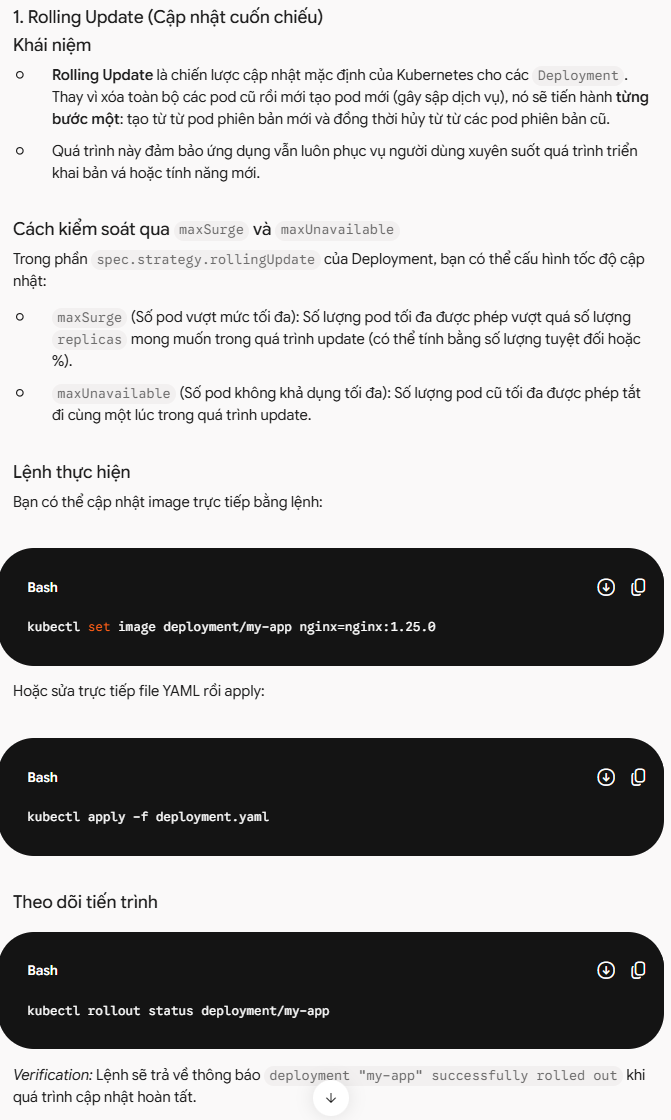 1. Rolling Update (Cập nhật cuốn chiếu)
Khái niệm
Rolling Update là chiến lược cập nhật mặc định của Kubernetes cho các Deployment .
Thay vì xóa toàn bộ các pod cũ rồi mới tạo pod mới (gây sập dịch vụ), nó sẽ tiến hành từng
bước một: tạo từ từ pod phiên bản mới và đồng thời hủy từ từ các pod phiên bản cũ.
Quá trình này đảm bảo ứng dụng vẫn luôn phục vụ người dùng xuyên suốt quá trình triển
khai bản vá hoặc tính năng mới.
Cách kiểm soát qua maxSurge và maxUnavailable
Trong phần spec.strategy.rollingUpdate của Deployment, bạn có thể cấu hình tốc độ cập
nhật:
maxSurge (Số pod vượt mức tối đa): Số lượng pod tối đa được phép vượt quá số lượng
replicas mong muốn trong quá trình update (có thể tính bằng số lượng tuyệt đối hoặc
%).
maxUnavailable (Số pod không khả dụng tối đa): Số lượng pod cũ tối đa được phép tắt
đi cùng một lúc trong quá trình update.
Lệnh thực hiện
Bạn có thể cập nhật image trực tiếp bằng lệnh:
Bash
kubectl set image deployment/my-app nginx=nginx:1.25.0
Hoặc sửa trực tiếp file YAML rồi apply:
Bash
kubectl apply -f deployment.yaml
Theo dõi tiến trình
Bash
kubectl rollout status deployment/my-app
Verification: Lệnh sẽ trả về thông báo deployment "my-app" successfully rolled out khi
quá trình cập nhật hoàn tất.